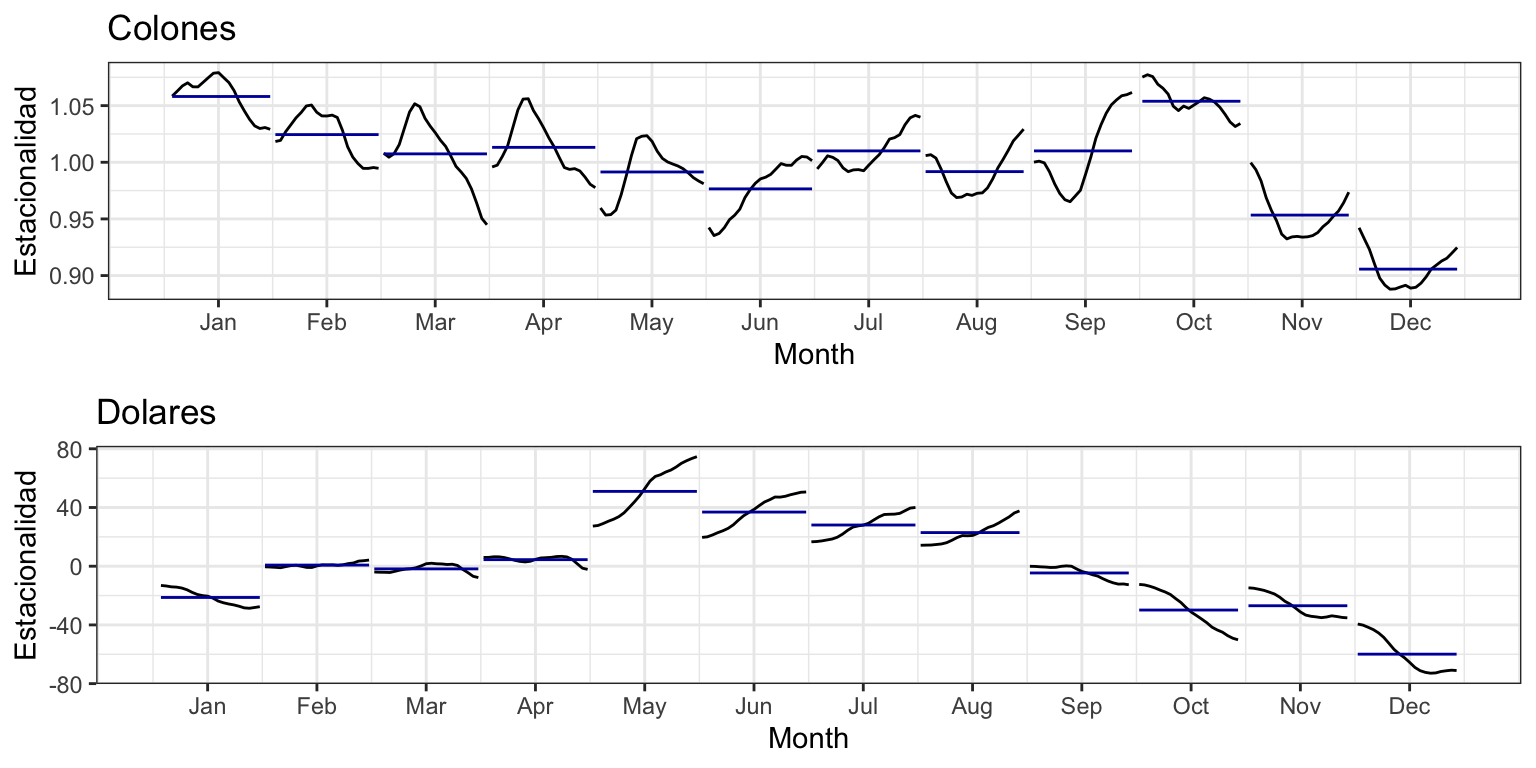 Colones
Estacionalidad
1.05
1.00
0.95
0.90
Jan Feb Mar Apr May Jun Jul Aug Sep Oct Nov Dec
Month
Dolares
Estacionalidad
80
40
0
-40
-80
Jan Feb Mar Apr May Jun Jul Aug Sep Oct Nov Dec
Month